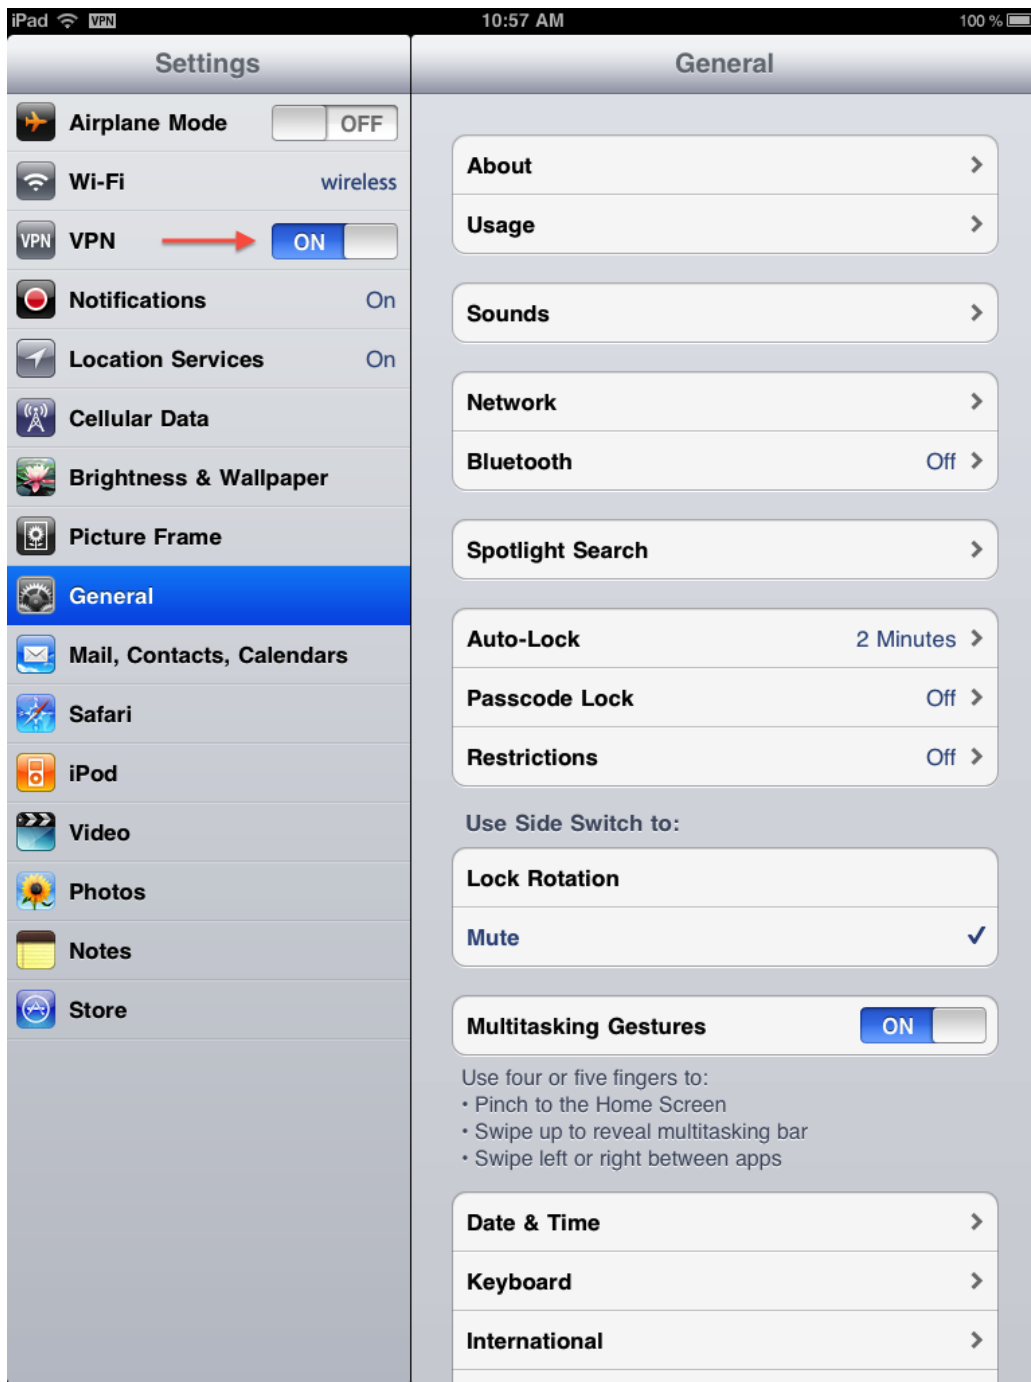 iPad VPN 10:57 AM 100 %
Settings
Airplane Mode OFF
Wi-Fi wireless
VPN VPN ON
Notifications On
Location Services On
Cellular Data
Brightness & Wallpaper
Picture Frame
General
Mail, Contacts, Calendars
Safari
iPod
Video
Photos
Notes
Store
General
About
Usage
Sounds
Network
Bluetooth Off
Spotlight Search
Auto-Lock 2 Minutes
Passcode Lock Off
Restrictions Off
Use Side Switch to:
Lock Rotation
Mute
Multitasking Gestures ON
Use four or five fingers to:
• Pinch to the Home Screen
• Swipe up to reveal multitasking bar
• Swipe left or right between apps
Date & Time
Keyboard
International